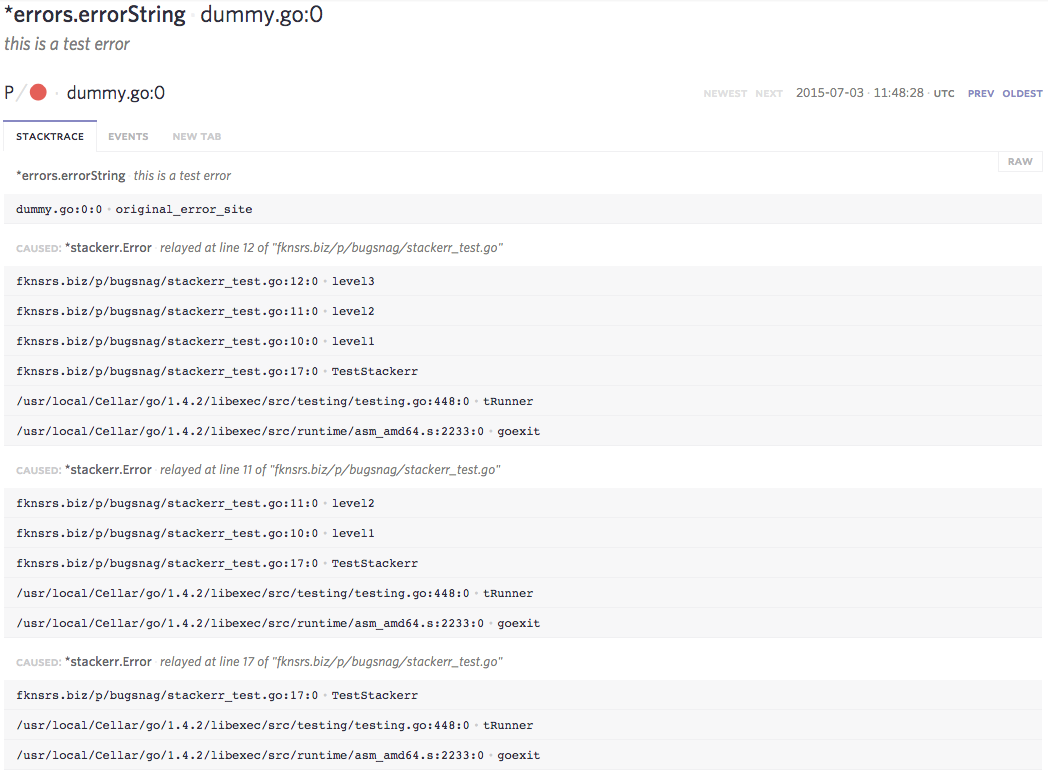 *errors.errorString · dummy.go:0
this is a test error
P/ · dummy.go:0 NEWEST NEXT 2015-07-03 · 11:48:28 · UTC PREV OLDEST
STACKTRACE EVENTS NEW TAB
RAW
*errors.errorString · this is a test error
dummy.go:0:0 · original_error_site
CAUSED: *stackerr.Error · relayed at line 12 of "fknsrs.biz/p/bugsnag/stackerr_test.go"
fknsrs.biz/p/bugsnag/stackerr_test.go:12:0 · level3
fknsrs.biz/p/bugsnag/stackerr_test.go:11:0 · level2
fknsrs.biz/p/bugsnag/stackerr_test.go:10:0 · level1
fknsrs.biz/p/bugsnag/stackerr_test.go:17:0 · TestStackerr
/usr/local/Cellar/go/1.4.2/libexec/src/testing/testing.go:448:0 · tRunner
/usr/local/Cellar/go/1.4.2/libexec/src/runtime/asm_amd64.s:2233:0 · goexit
CAUSED: *stackerr.Error · relayed at line 11 of "fknsrs.biz/p/bugsnag/stackerr_test.go"
fknsrs.biz/p/bugsnag/stackerr_test.go:11:0 · level2
fknsrs.biz/p/bugsnag/stackerr_test.go:10:0 · level1
fknsrs.biz/p/bugsnag/stackerr_test.go:17:0 · TestStackerr
/usr/local/Cellar/go/1.4.2/libexec/src/testing/testing.go:448:0 · tRunner
/usr/local/Cellar/go/1.4.2/libexec/src/runtime/asm_amd64.s:2233:0 · goexit
CAUSED: *stackerr.Error · relayed at line 17 of "fknsrs.biz/p/bugsnag/stackerr_test.go"
fknsrs.biz/p/bugsnag/stackerr_test.go:17:0 · TestStackerr
/usr/local/Cellar/go/1.4.2/libexec/src/testing/testing.go:448:0 · tRunner
/usr/local/Cellar/go/1.4.2/libexec/src/runtime/asm_amd64.s:2233:0 · goexit